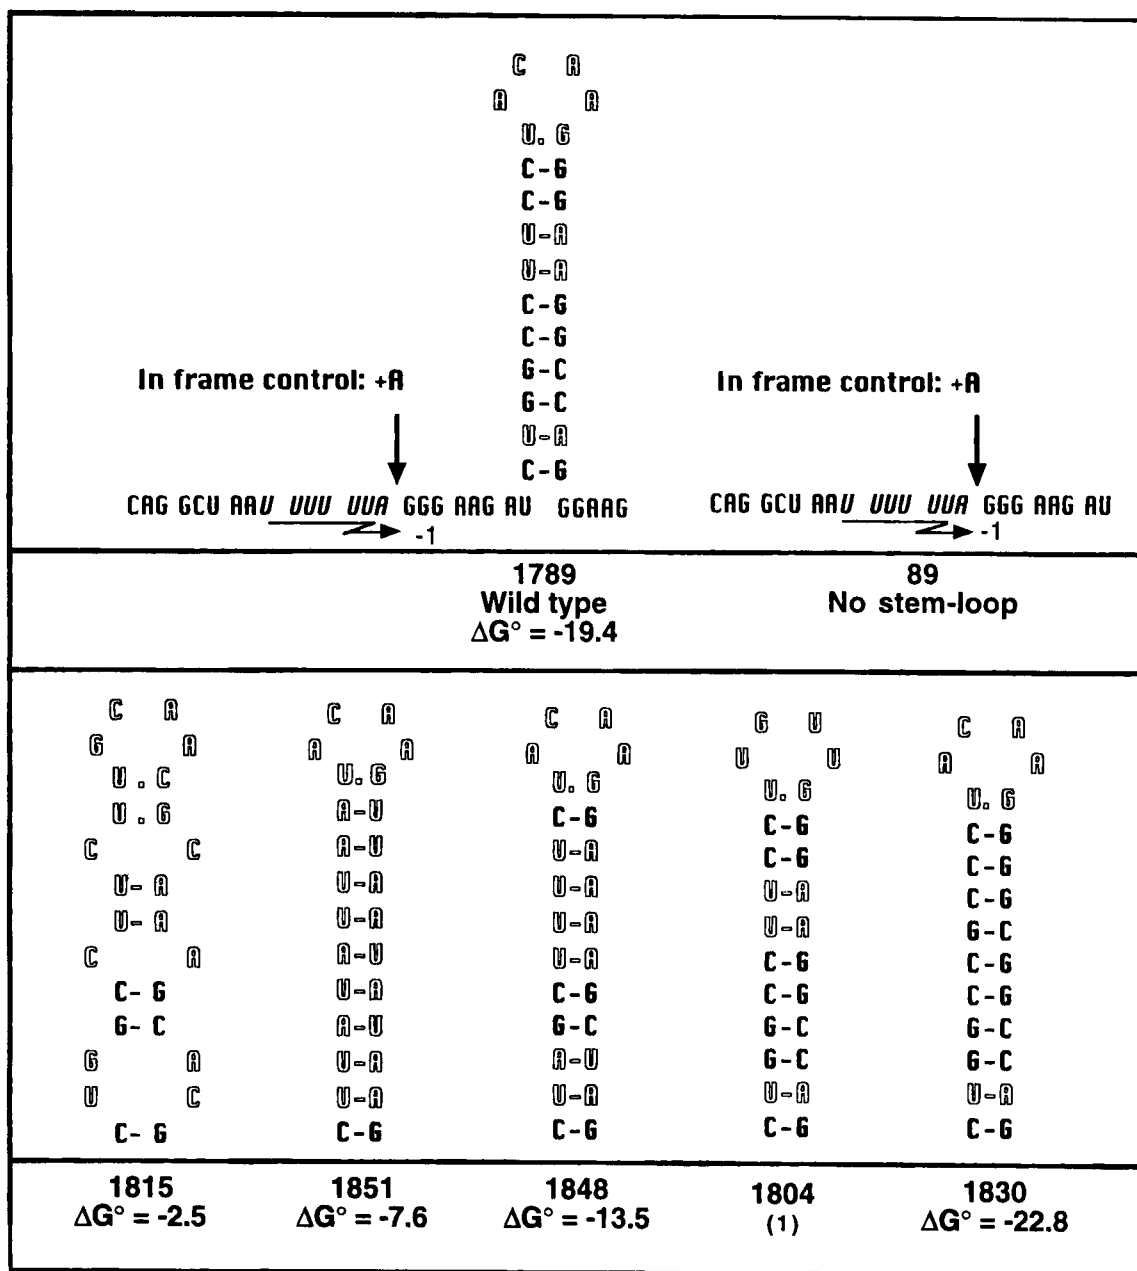 C A
A A
U. G
C-G
C-G
U-A
U-A
C-G
C-G
G-C
G-C
U-A
C-G
In frame control: +A
In frame control: +A
CAG GCU AAU UUU UUA GGG AAG AU GGAAG
CAG GCU AAU UUU UUA GGG AAG AU
-1
-1
1789
Wild type
ΔG° = -19.4
89
No stem-loop
C A
G A
U . C
U . G
C C
U- A
U- A
C A
C- G
G- C
G A
U C
C- G
1815
ΔG° = -2.5
C A
A A
U. G
A-U
A-U
U-A
U-A
A-U
U-A
A-U
U-A
U-A
C-G
1851
ΔG° = -7.6
C A
A A
U. G
C-G
U-A
U-A
U-A
U-A
C-G
G-C
A-U
U-A
C-G
1848
ΔG° = -13.5
G U
U U
U. G
C-G
C-G
U-A
U-A
C-G
C-G
G-C
G-C
U-A
C-G
1804
(1)
C A
A A
U. G
C-G
C-G
C-G
G-C
C-G
C-G
G-C
G-C
U-A
C-G
1830
ΔG° = -22.8